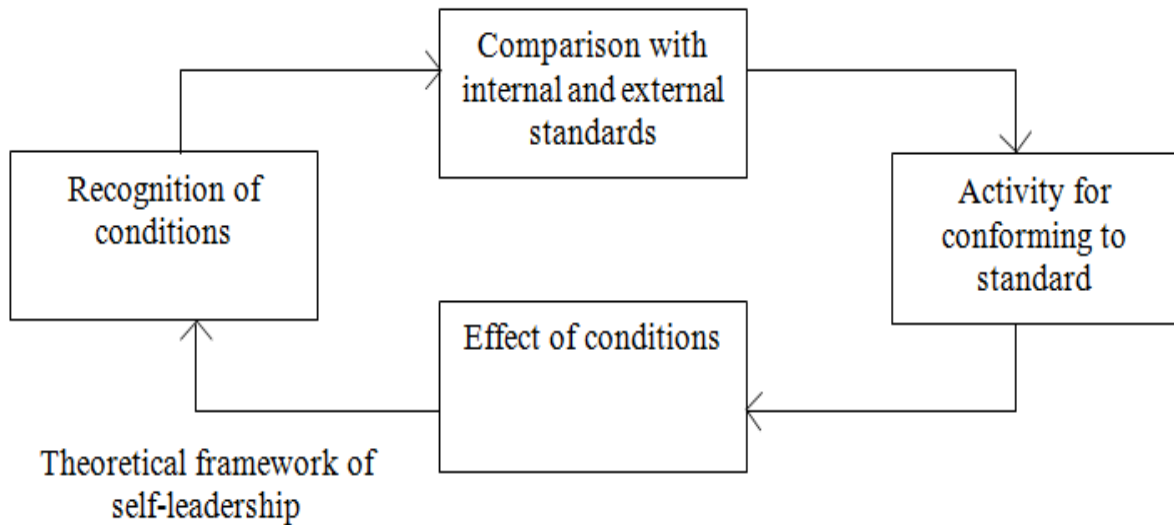 Comparison with
internal and external
standards
Recognition of
conditions
Activity for
conforming to
standard
Effect of conditions
Theoretical framework of
self-leadership